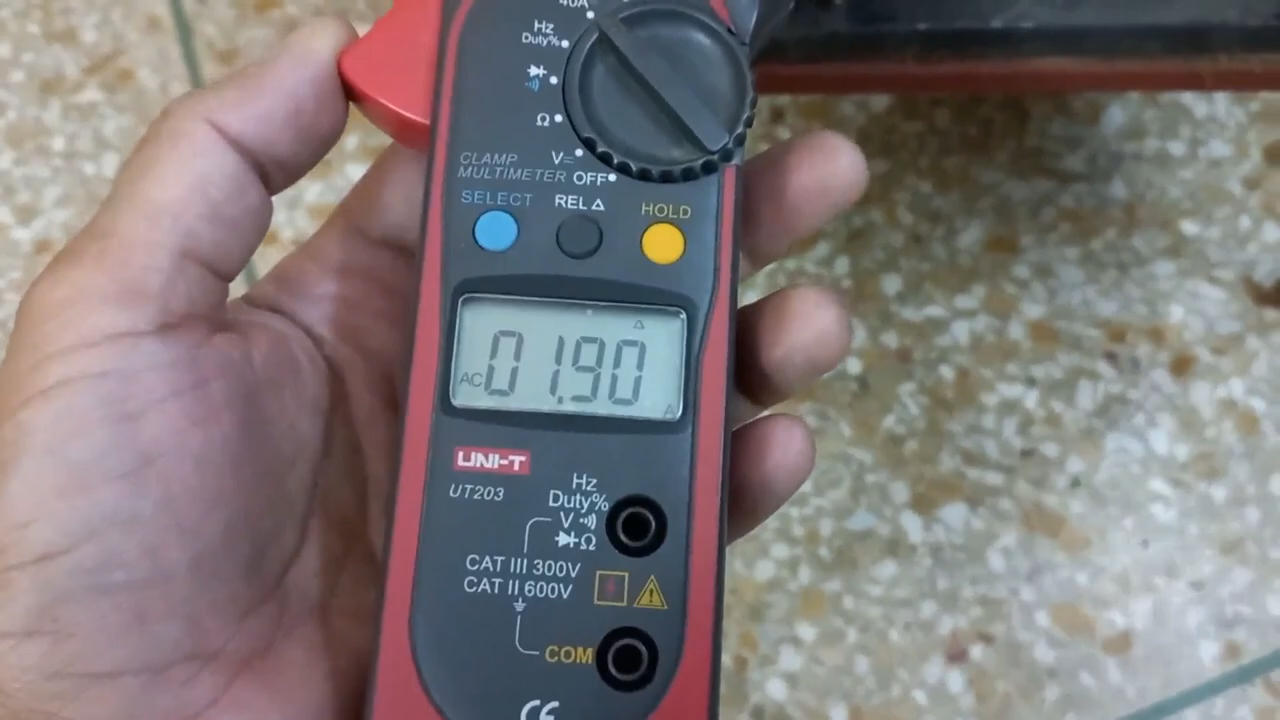 40A
Hz
Duty%
Ω
V=
OFF
CLAMP
MULTIMETER
SELECT
REL △
HOLD
△
AC 01.90
A
UNI-T
UT203
Hz
Duty%
V
Ω
CAT III 300V
CAT II 600V
COM
CE